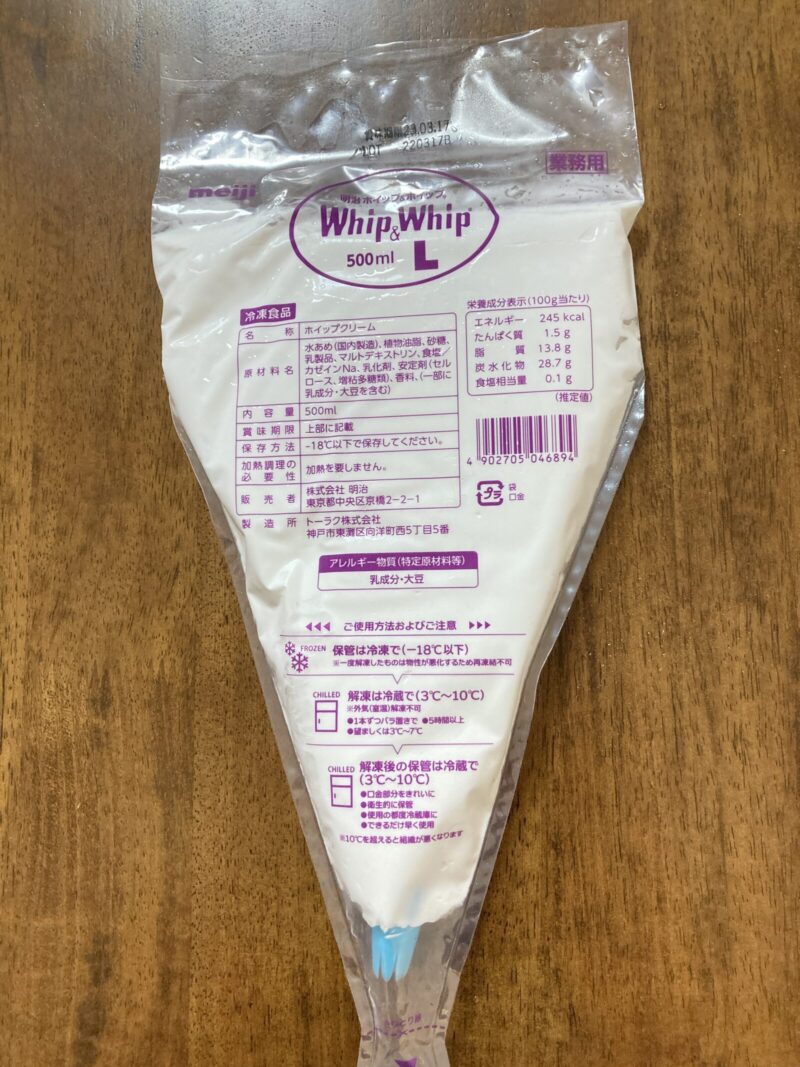 賞味期限23.03.17
LOT 220317B
業務用
meiji
明治 ホイップ&ホイップ®
Whip&Whip®
500ml L
冷凍食品
名称 ホイップクリーム
原材料名 水あめ(国内製造)、植物油脂、砂糖、
乳製品、マルトデキストリン、食塩/
カゼインNa、乳化剤、安定剤(セル
ロース、増粘多糖類)、香料、(一部に
乳成分・大豆を含む)
内容量 500ml
賞味期限 上部に記載
保存方法 -18℃以下で保存してください。
加熱調理の
必要性 加熱を要しません。
販売者 株式会社 明治
東京都中央区京橋2-2-1
製造所 トーラク株式会社
神戸市東灘区向洋町西5丁目5番
栄養成分表示(100g当たり)
エネルギー 245 kcal
たんぱく質 1.5 g
脂質 13.8 g
炭水化物 28.7 g
食塩相当量 0.1 g
(推定値)
4 902705 046894
プラ 袋
口金
アレルギー物質(特定原材料等)
乳成分・大豆
◀◀◀ ご使用方法およびご注意 ▶▶▶
FROZEN 保管は冷凍で(-18℃以下)
※一度解凍したものは物性が悪化するため再凍結不可
CHILLED 解凍は冷蔵で(3℃~10℃)
※外気(室温)解凍不可
●1本ずつバラ置きで ●5時間以上
●望ましくは3℃~7℃
CHILLED 解凍後の保管は冷蔵で
(3℃~10℃)
●口金部分をきれいに
●衛生的に保管
●使用の都度冷蔵庫に
●できるだけ早く使用
※10℃を超えると組織が悪くなります